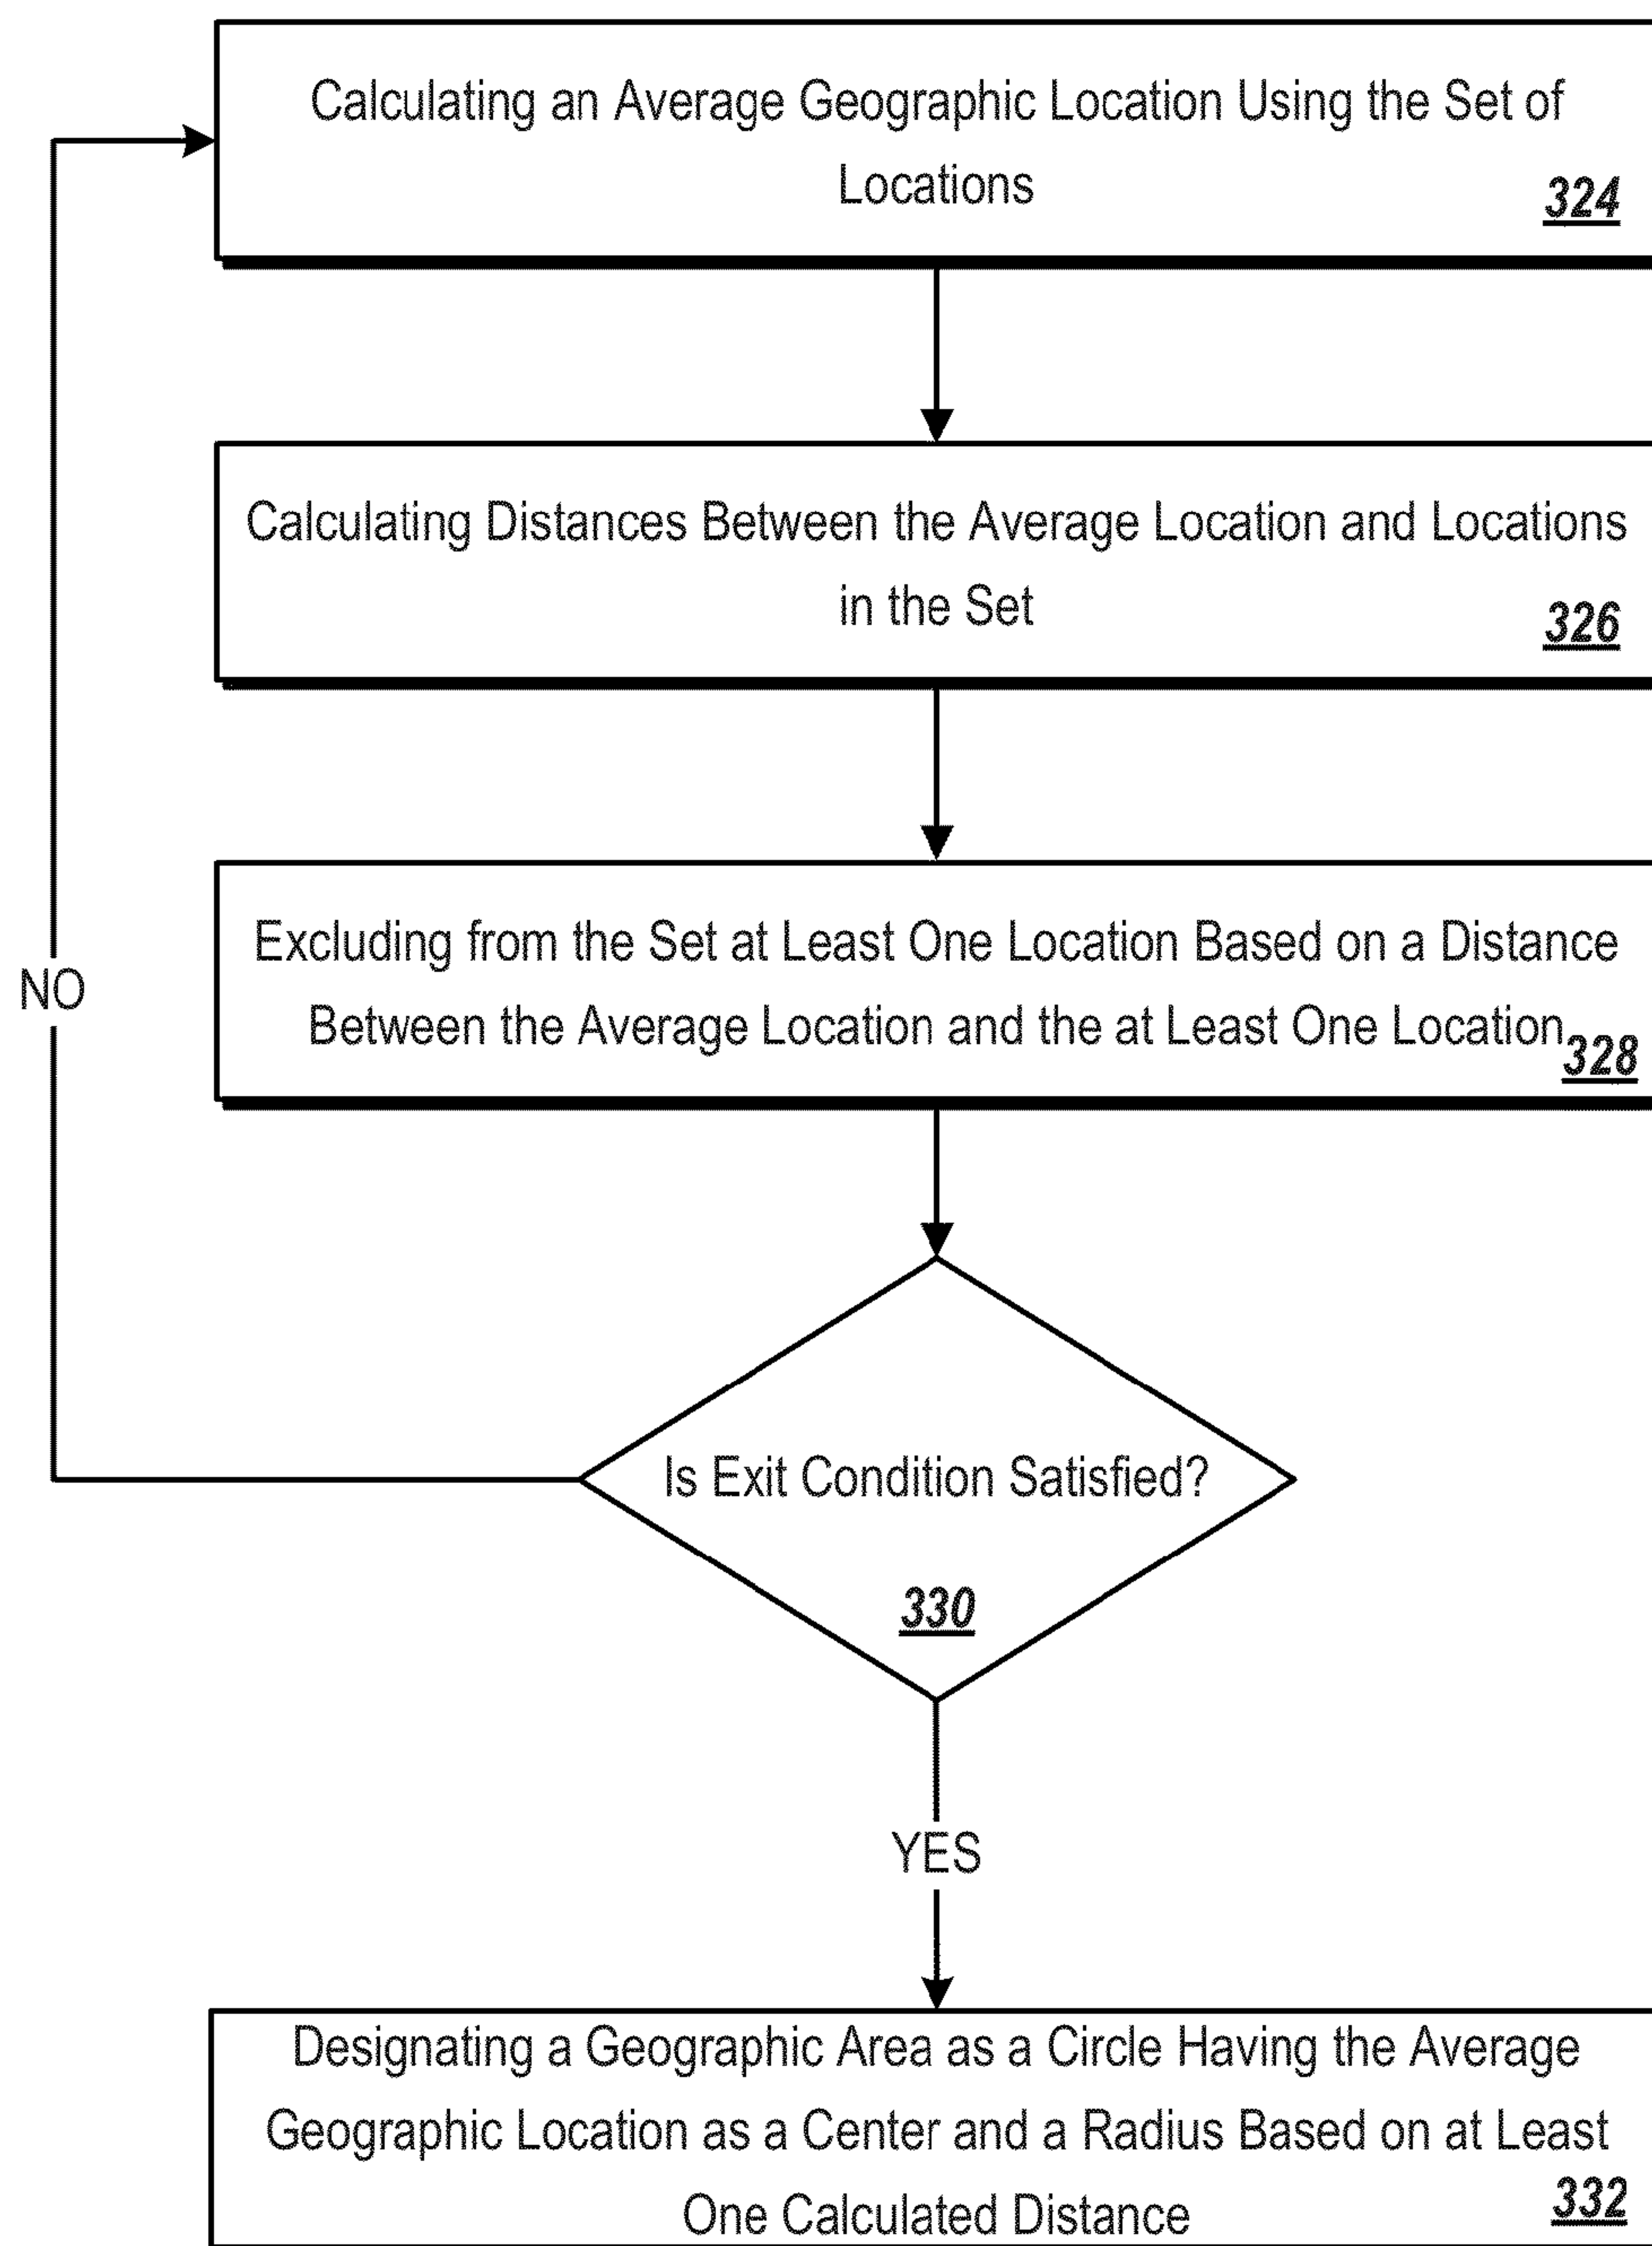 Calculating an Average Geographic Location Using the Set of
Locations
324
Calculating Distances Between the Average Location and Locations
in the Set
326
Excluding from the Set at Least One Location Based on a Distance
Between the Average Location and the at Least One Location
328
NO
Is Exit Condition Satisfied?
330
YES
Designating a Geographic Area as a Circle Having the Average
Geographic Location as a Center and a Radius Based on at Least
One Calculated Distance
332